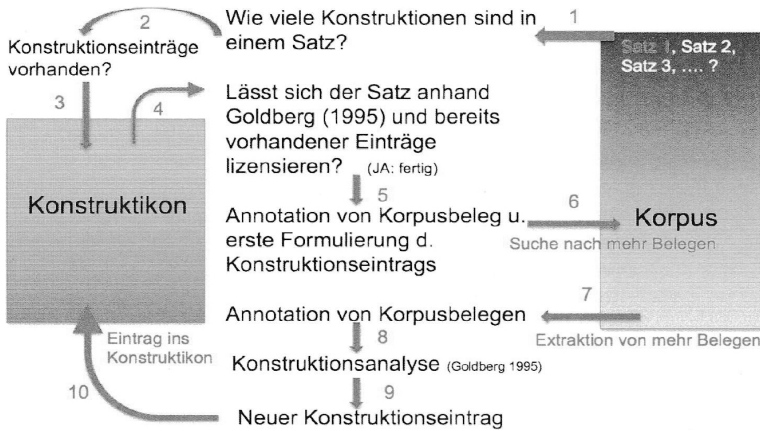 2
1
Wie viele Konstruktionen sind in
einem Satz?
Konstruktionseinträge
vorhanden?
Satz 1, Satz 2,
Satz 3, .... ?
3
4
Lässt sich der Satz anhand
Goldberg (1995) und bereits
vorhandener Einträge
lizensieren? (JA: fertig)
Konstruktikon
5
Annotation von Korpusbeleg u.
erste Formulierung d.
Konstruktionseintrags
6
Korpus
Suche nach mehr Belegen
7
Annotation von Korpusbelegen
Extraktion von mehr Belegen
Eintrag ins
Konstruktikon
8
Konstruktionsanalyse (Goldberg 1995)
10
9
Neuer Konstruktionseintrag